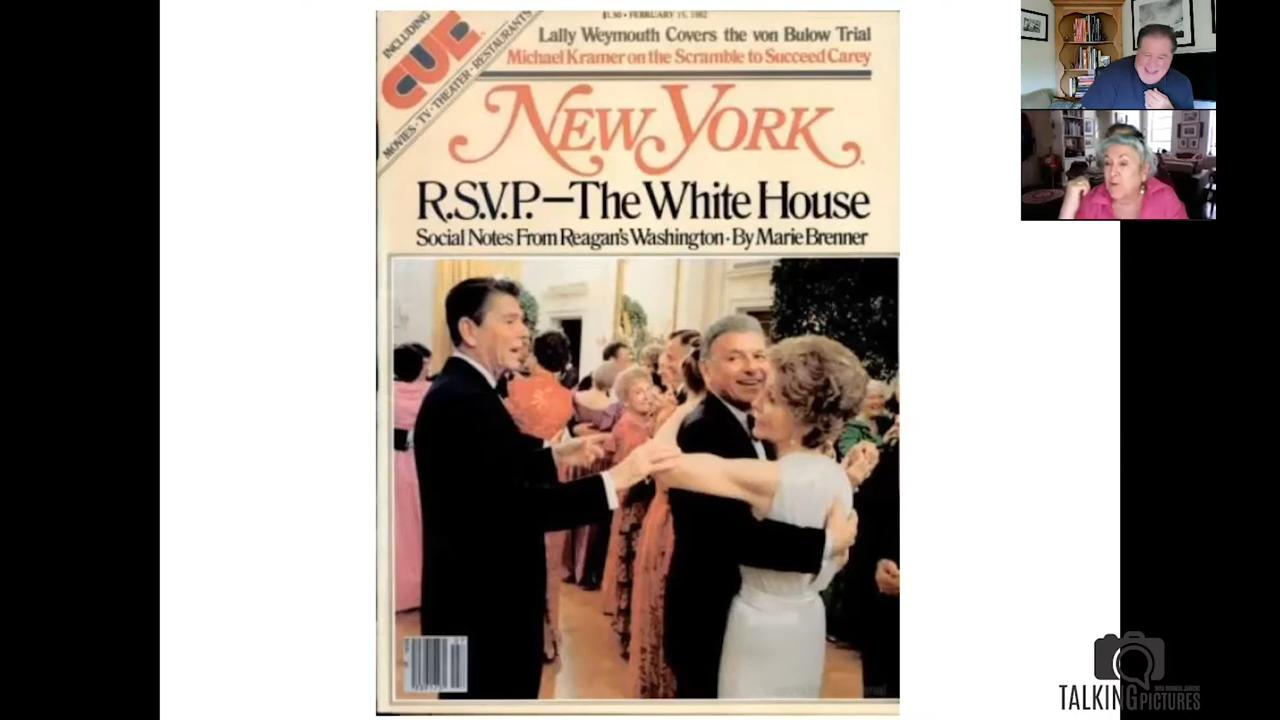 $1.50 • FEBRUARY 15, 1982
INCLUDING
CUE
MOVIES • TV • THEATER • RESTAURANTS
Lally Weymouth Covers the von Bulow Trial
Michael Kramer on the Scramble to Succeed Carey
NEW YORK
R.S.V.P.—The White House
Social Notes From Reagan's Washington • By Marie Brenner
TALKING
PICTURES